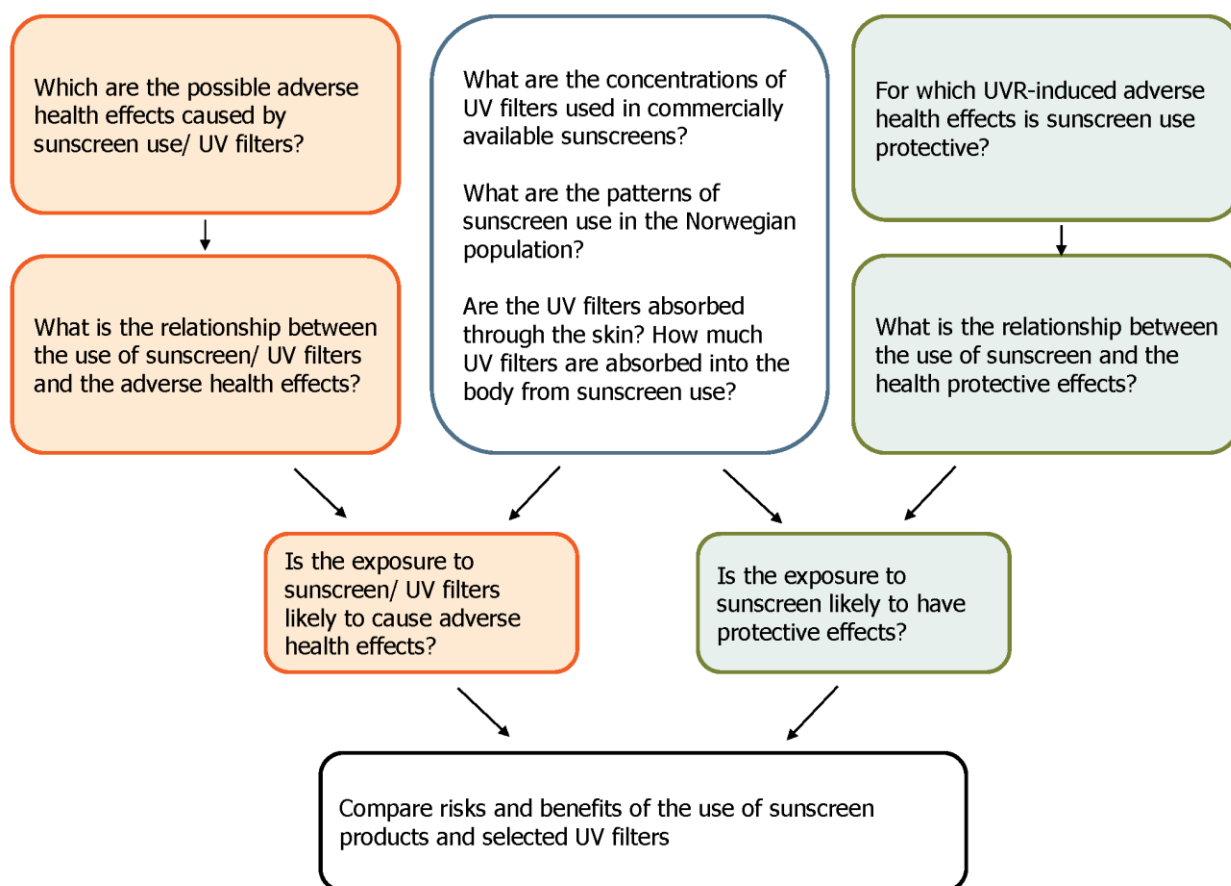 Which are the possible adverse
health effects caused by
sunscreen use/ UV filters?
What is the relationship between
the use of sunscreen/ UV filters
and the adverse health effects?
What are the concentrations of
UV filters used in commercially
available sunscreens?
What are the patterns of
sunscreen use in the Norwegian
population?
Are the UV filters absorbed
through the skin? How much
UV filters are absorbed into the
body from sunscreen use?
For which UVR-induced adverse
health effects is sunscreen use
protective?
What is the relationship between
the use of sunscreen and the
health protective effects?
Is the exposure to
sunscreen/ UV filters
likely to cause adverse
health effects?
Is the exposure to
sunscreen likely to have
protective effects?
Compare risks and benefits of the use of sunscreen
products and selected UV filters